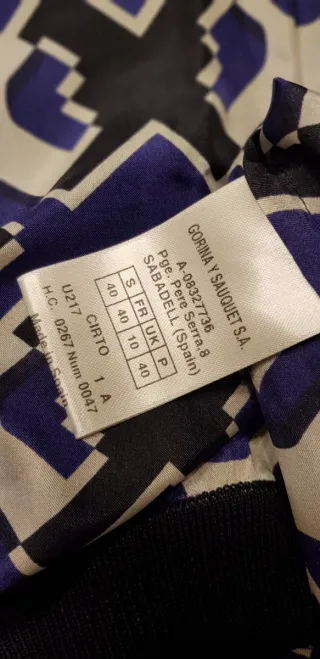 GORINA Y SAUQUET S.A.
A-08327736
Pge. Pere Serra,8
SABADELL (Spain)
S FR UK P
40 40 10 40
U217 CIRTO 1 A
H.C. 0267 Num 0047
Made In